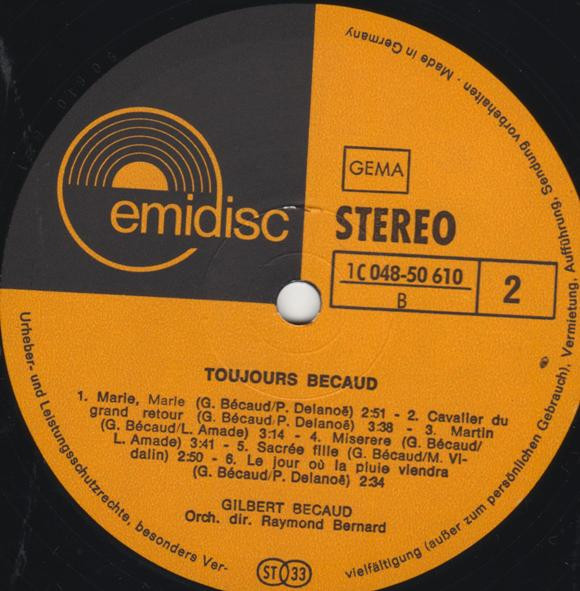 emidisc
GEMA
STEREO
1C 048-50 610
B
2
TOUJOURS BECAUD
1. Marie, Marie (G. Bécaud/P. Delanoë) 2:51 - 2. Cavalier du
grand retour (G. Bécaud/P. Delanoë) 3:38 - 3. Martin
(G. Bécaud/L. Amade) 3:14 - 4. Miserere (G. Bécaud/
L. Amade) 3:41 - 5. Sacrée fille (G. Bécaud/M. Vi-
dalin) 2:50 - 6. Le jour où la pluie viendra
(G. Bécaud/P. Delanoë) 2:34
GILBERT BECAUD
Orch. dir. Raymond Bernard
ST 33
Urheber- und Leistungsschutzrechte, besonders Ver-
vielfältigung (außer zum persönlichen Gebrauch), Vermietung, Aufführung, Sendung vorbehalten · Made in Germany